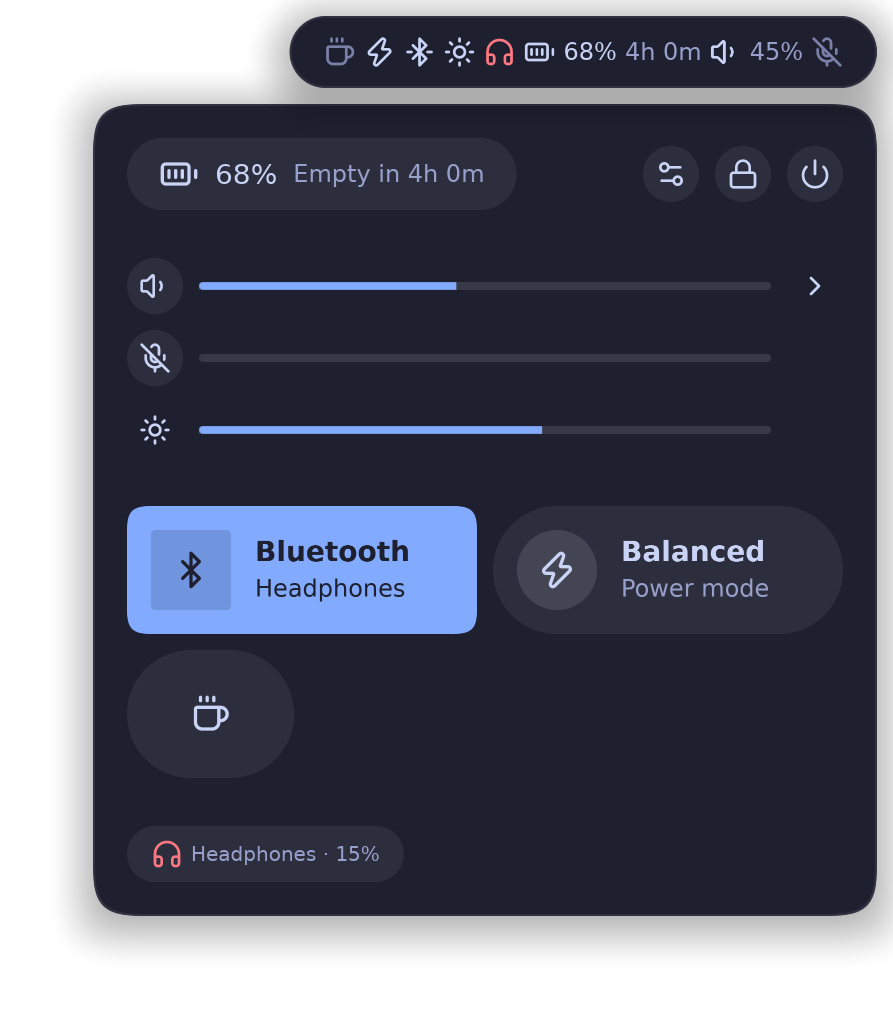 68% 4h 0m 45%
68% Empty in 4h 0m
Bluetooth
Headphones
Balanced
Power mode
Headphones · 15%